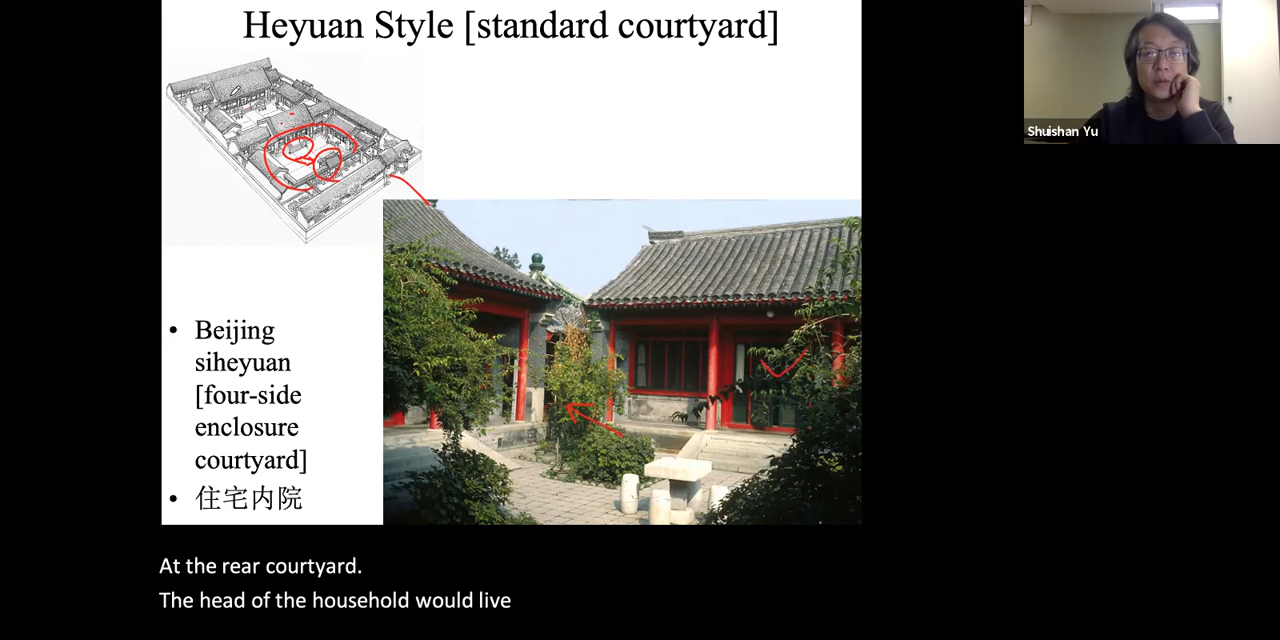 Heyuan Style [standard courtyard]
Shuishan Yu
• Beijing
siheyuan
[four-side
enclosure
courtyard]
• 住宅内院
At the rear courtyard.
The head of the household would live